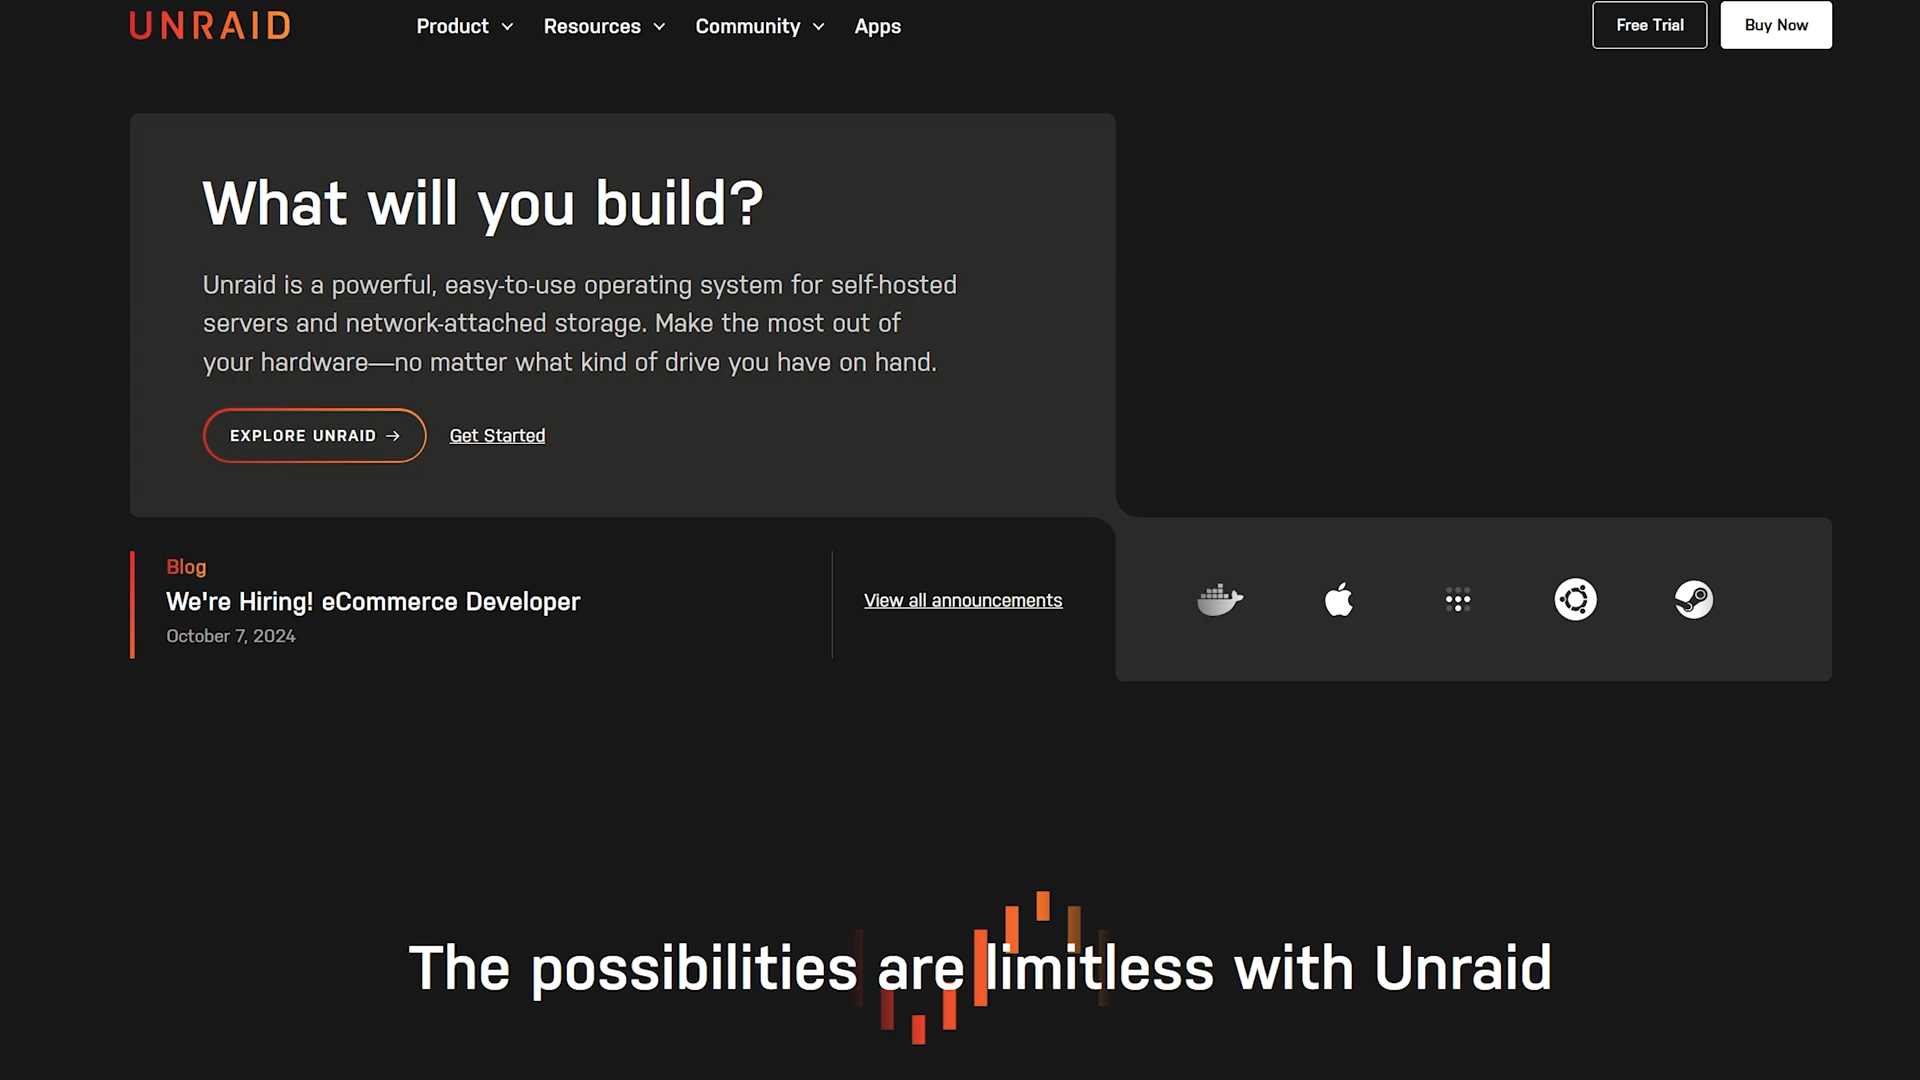 UNRAID
Product
Resources
Community
Apps
Free Trial
Buy Now
What will you build?
Unraid is a powerful, easy-to-use operating system for self-hosted
servers and network-attached storage. Make the most out of
your hardware—no matter what kind of drive you have on hand.
EXPLORE UNRAID →
Get Started
Blog
We're Hiring! eCommerce Developer
October 7, 2024
View all announcements
The possibilities are limitless with Unraid